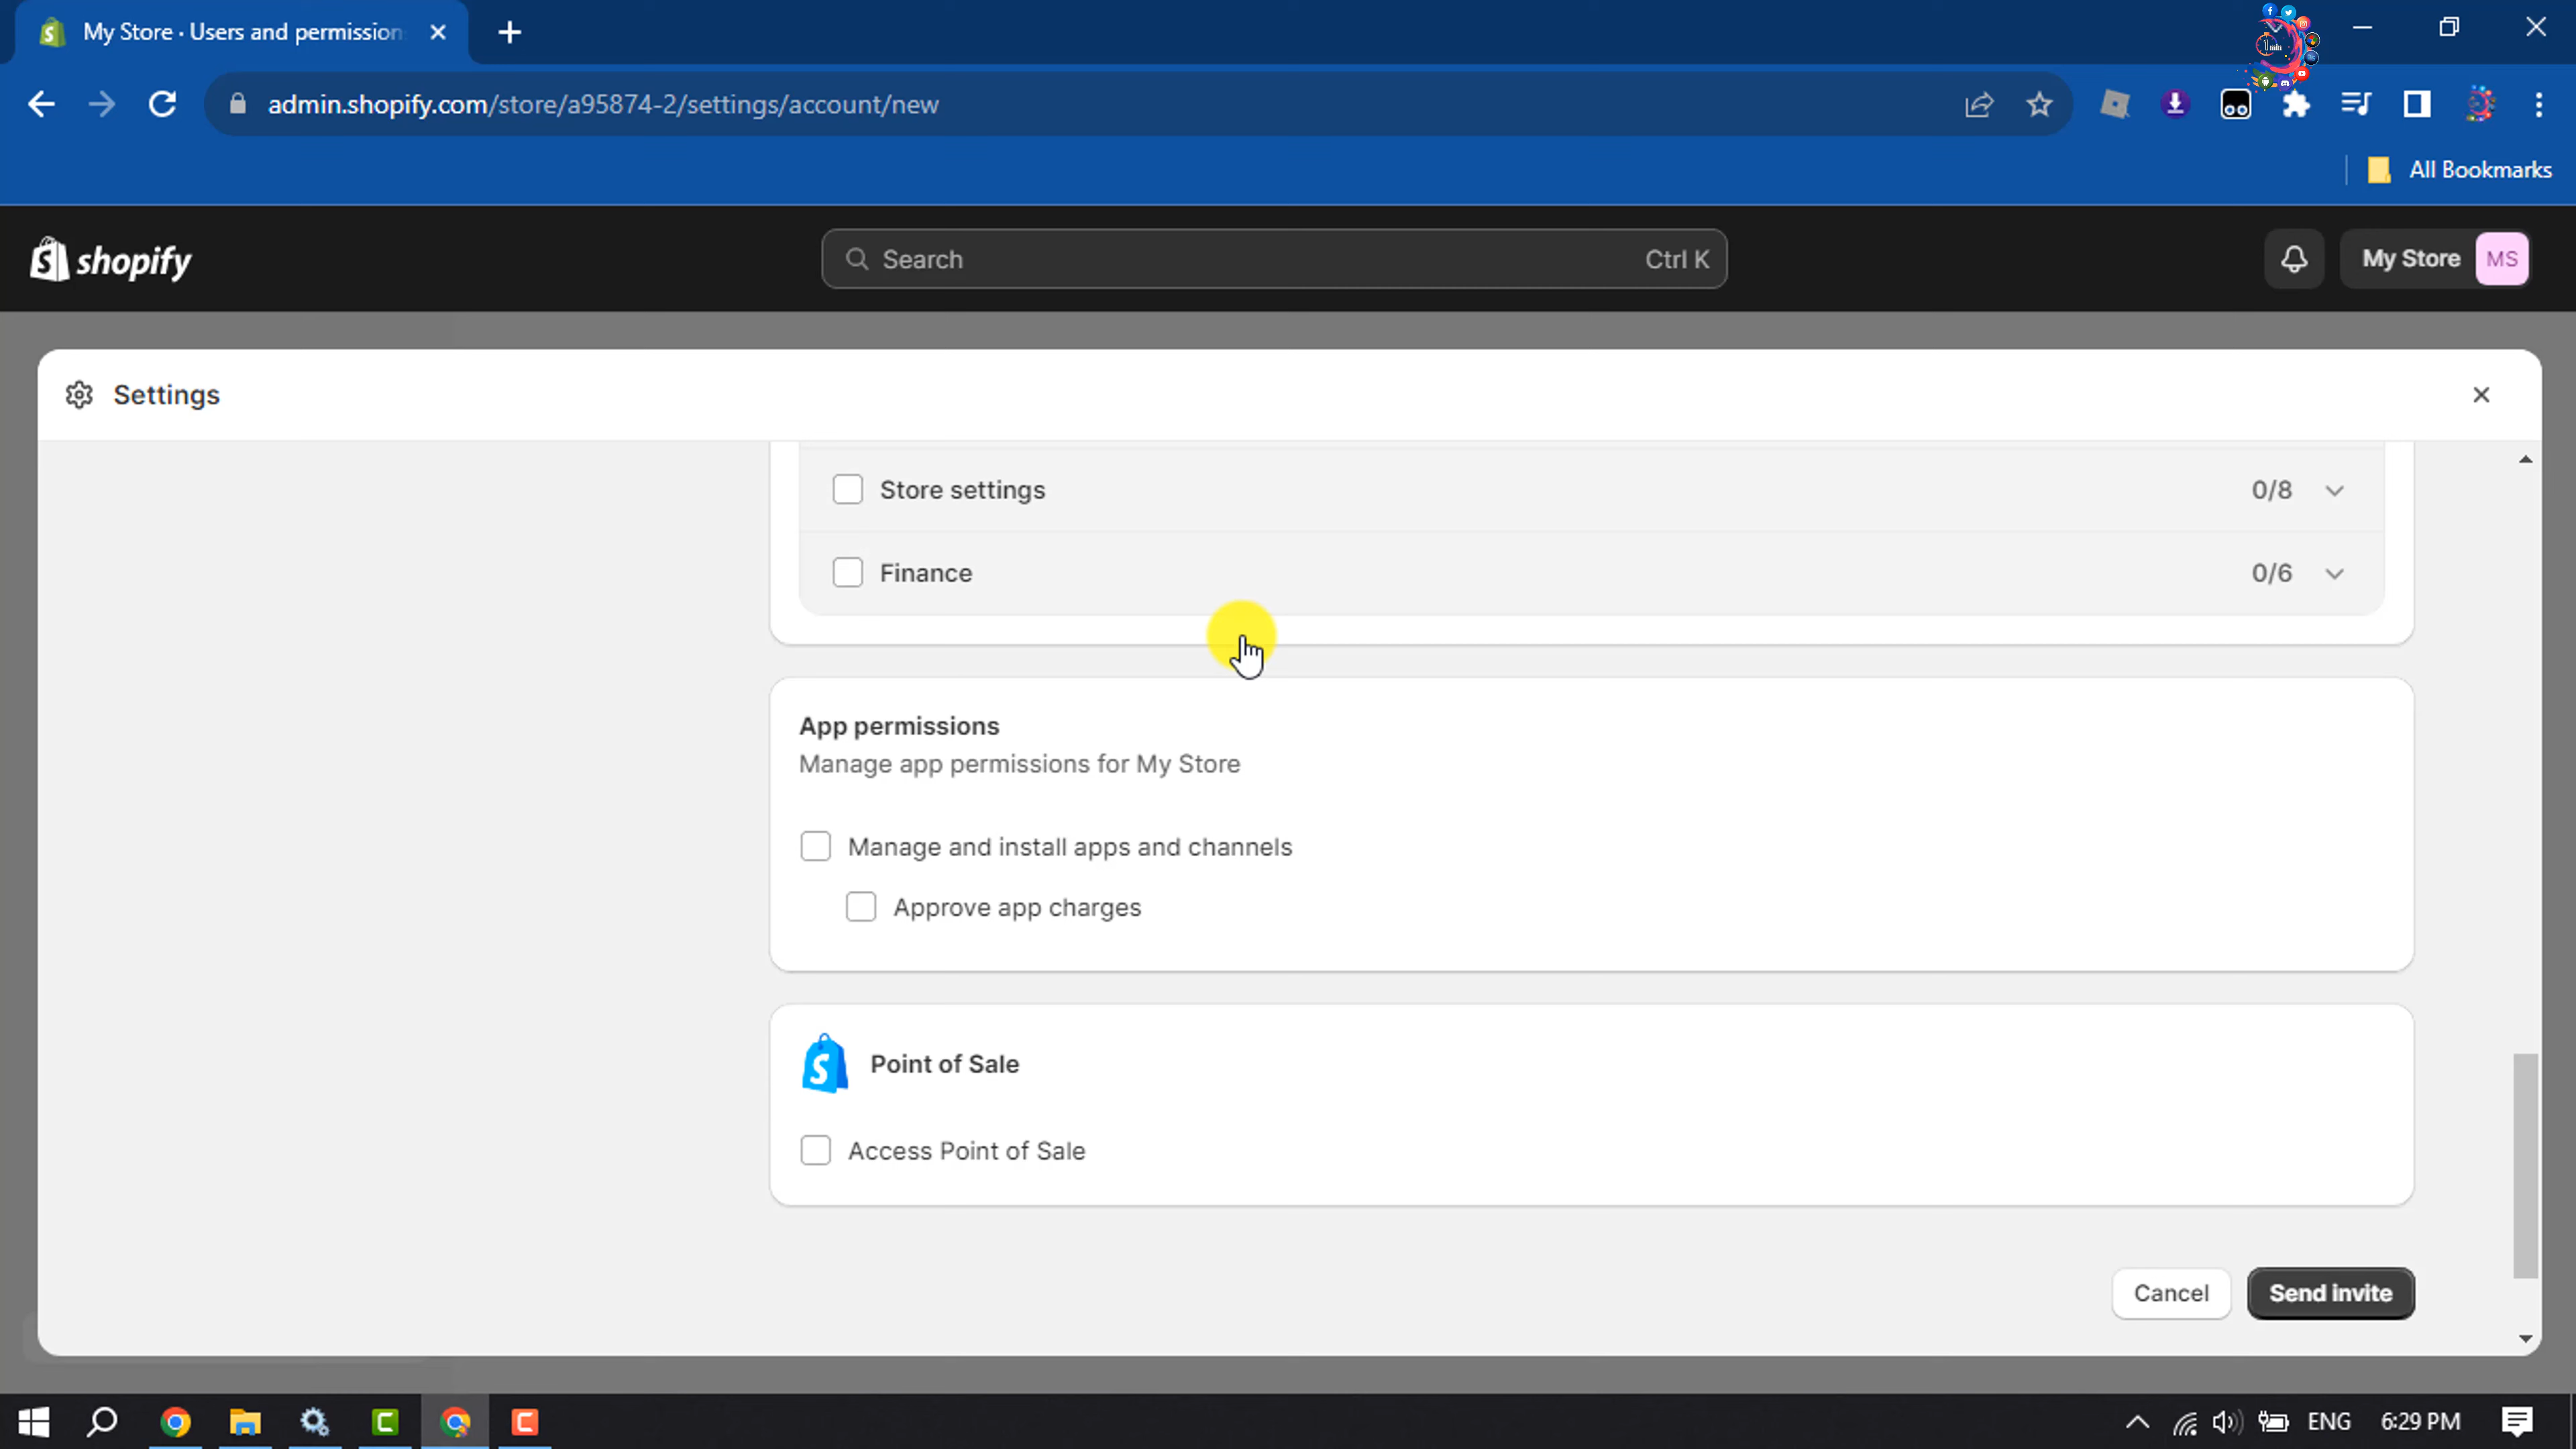 My Store · Users and permission
admin.shopify.com/store/a95874-2/settings/account/new
All Bookmarks
shopify
Search
Ctrl K
My Store
MS
Settings
Store settings
0/8
Finance
0/6
App permissions
Manage app permissions for My Store
Manage and install apps and channels
Approve app charges
Point of Sale
Access Point of Sale
Cancel
Send invite
ENG
6:29 PM